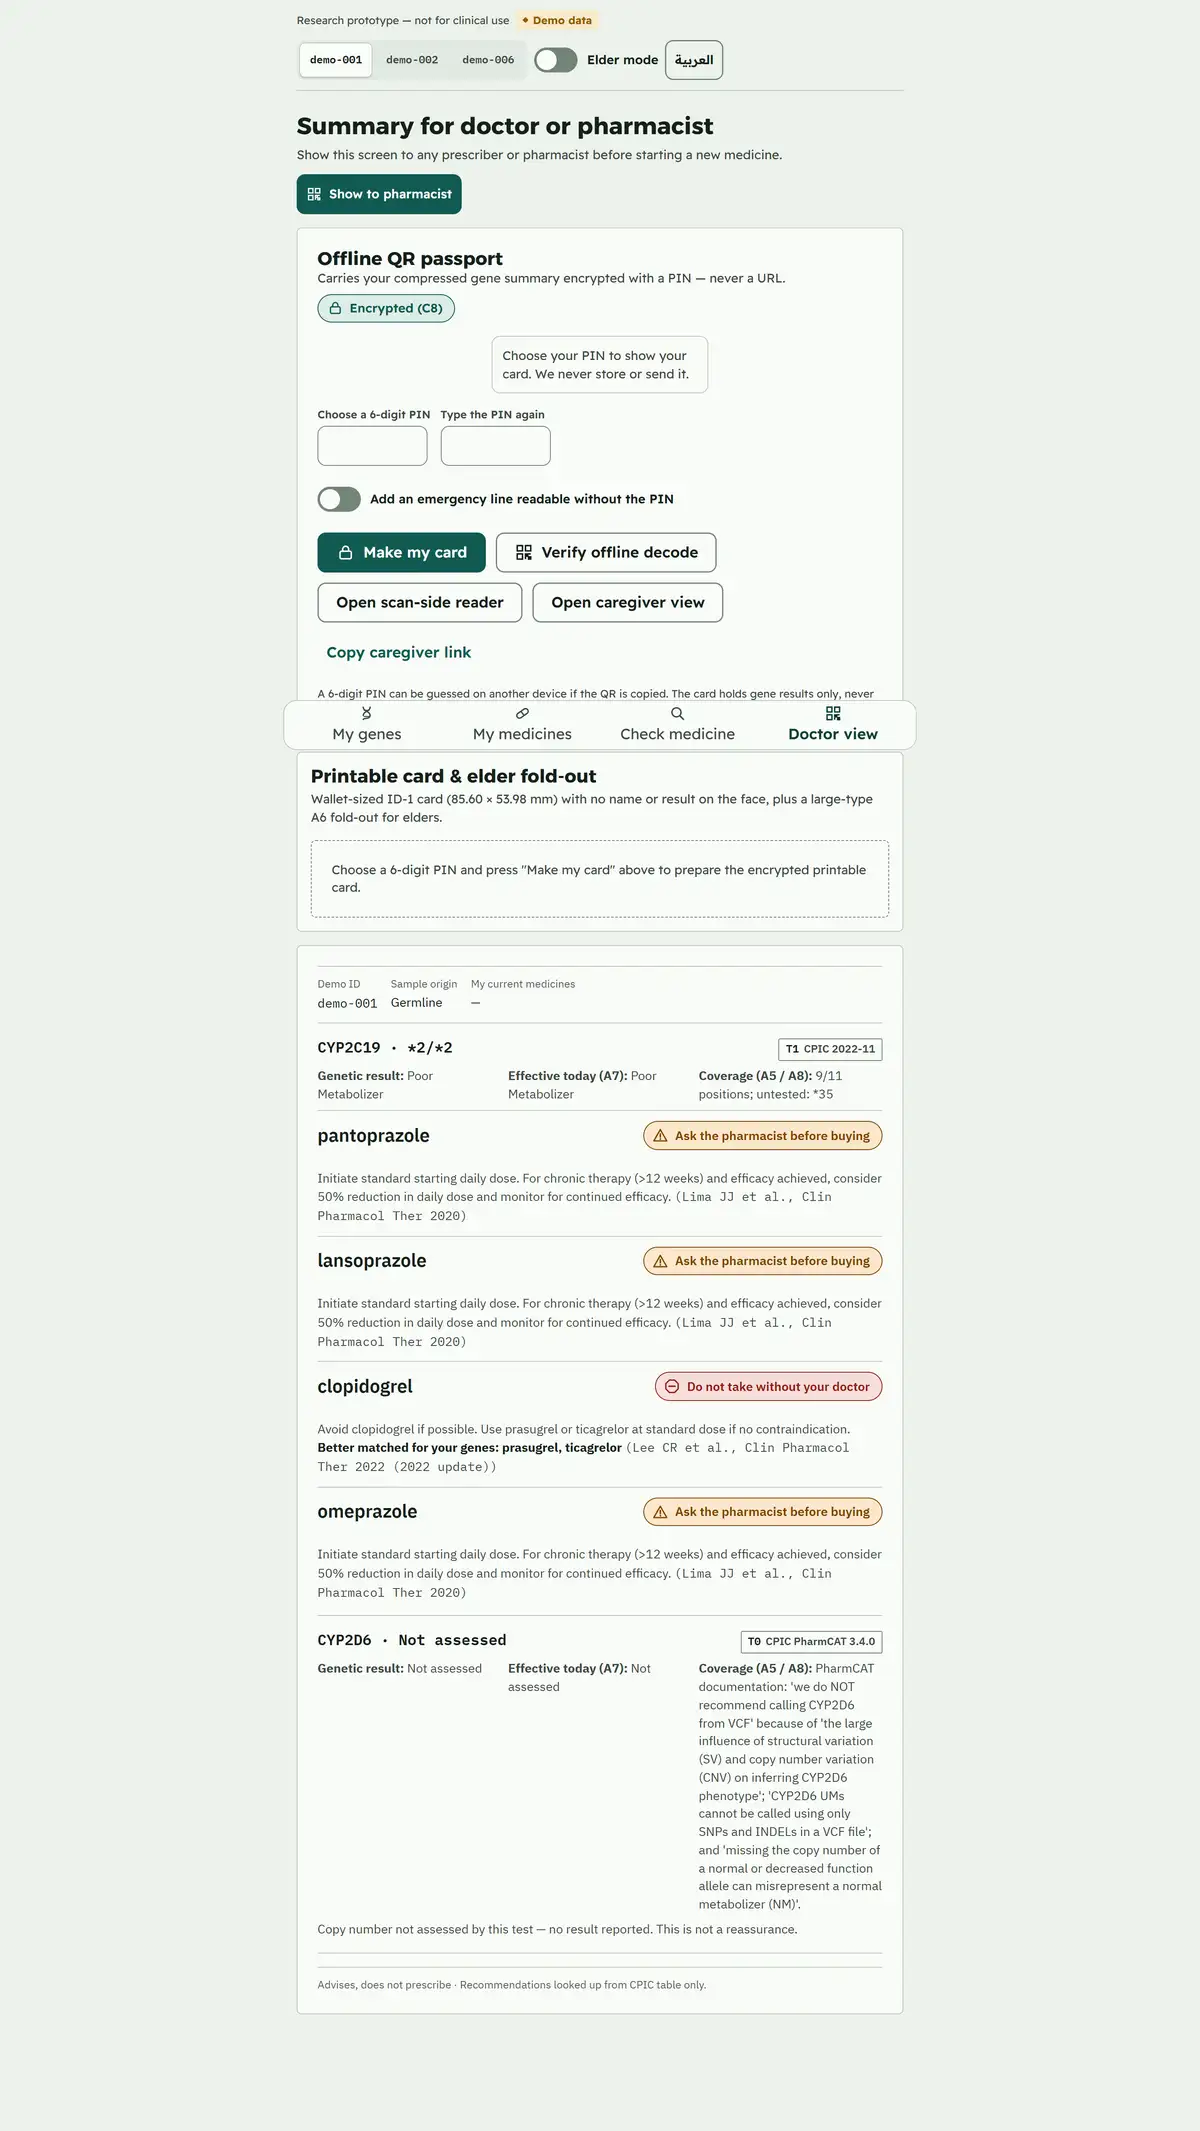 Research prototype — not for clinical use
Demo data
demo-001
demo-002
demo-006
Elder mode
العربية
Summary for doctor or pharmacist
Show this screen to any prescriber or pharmacist before starting a new medicine.
Show to pharmacist
Offline QR passport
Carries your compressed gene summary encrypted with a PIN — never a URL.
Encrypted (C8)
Choose your PIN to show your
card. We never store or send it.
Choose a 6-digit PIN
Type the PIN again
Add an emergency line readable without the PIN
Make my card
Verify offline decode
Open scan-side reader
Open caregiver view
Copy caregiver link
A 6-digit PIN can be guessed on another device if the QR is copied. The card holds gene results only, never
My genes
My medicines
Check medicine
Doctor view
Printable card & elder fold-out
Wallet-sized ID-1 card (85.60 × 53.98 mm) with no name or result on the face, plus a large-type
A6 fold-out for elders.
Choose a 6-digit PIN and press "Make my card" above to prepare the encrypted printable
card.
Demo ID
demo-001
Sample origin
Germline
My current medicines
—
CYP2C19 · *2/*2
T1 CPIC 2022-11
Genetic result: Poor
Metabolizer
Effective today (A7): Poor
Metabolizer
Coverage (A5 / A8): 9/11
positions; untested: *35
pantoprazole
Ask the pharmacist before buying
Initiate standard starting daily dose. For chronic therapy (>12 weeks) and efficacy achieved, consider
50% reduction in daily dose and monitor for continued efficacy. (Lima JJ et al., Clin
Pharmacol Ther 2020)
lansoprazole
Ask the pharmacist before buying
Initiate standard starting daily dose. For chronic therapy (>12 weeks) and efficacy achieved, consider
50% reduction in daily dose and monitor for continued efficacy. (Lima JJ et al., Clin
Pharmacol Ther 2020)
clopidogrel
Do not take without your doctor
Avoid clopidogrel if possible. Use prasugrel or ticagrelor at standard dose if no contraindication.
Better matched for your genes: prasugrel, ticagrelor (Lee CR et al., Clin Pharmacol
Ther 2022 (2022 update))
omeprazole
Ask the pharmacist before buying
Initiate standard starting daily dose. For chronic therapy (>12 weeks) and efficacy achieved, consider
50% reduction in daily dose and monitor for continued efficacy. (Lima JJ et al., Clin
Pharmacol Ther 2020)
CYP2D6 · Not assessed
T0 CPIC PharmCAT 3.4.0
Genetic result: Not assessed
Effective today (A7): Not
assessed
Coverage (A5 / A8): PharmCAT
documentation: 'we do NOT
recommend calling CYP2D6
from VCF' because of 'the large
influence of structural variation
(SV) and copy number variation
(CNV) on inferring CYP2D6
phenotype'; 'CYP2D6 UMs
cannot be called using only
SNPs and INDELs in a VCF file';
and 'missing the copy number of
a normal or decreased function
allele can misrepresent a normal
metabolizer (NM)'.
Copy number not assessed by this test — no result reported. This is not a reassurance.
Advises, does not prescribe · Recommendations looked up from CPIC table only.